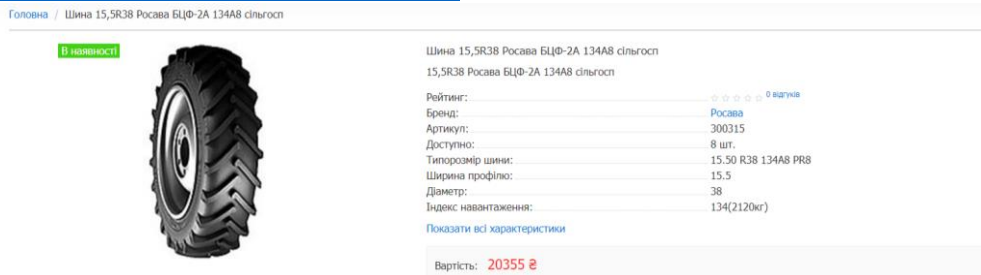 Головна / Шина 15,5R38 Росава БЦФ-2А 134А8 сільгосп
В наявності
Шина 15,5R38 Росава БЦФ-2А 134А8 сільгосп
15,5R38 Росава БЦФ-2А 134А8 сільгосп
Рейтинг: 0 відгуків
Бренд: Росава
Артикул: 300315
Доступно: 8 шт.
Типорозмір шини: 15.50 R38 134A8 PR8
Ширина профілю: 15.5
Діаметр: 38
Індекс навантаження: 134(2120кг)
Показати всі характеристики
Вартість: 20355 ₴